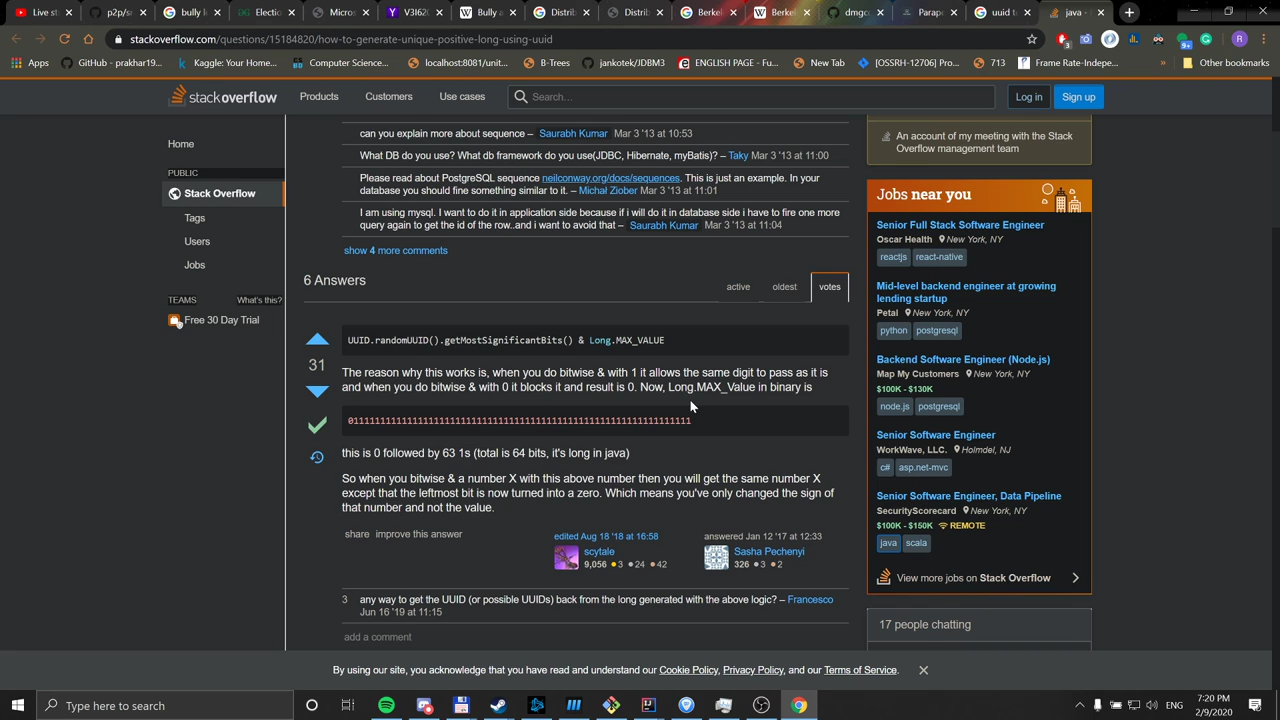 Live st
p2p/sr
bully l
Electio
Micros
V3I620
Bully a
Distrib
Distrib
Berkel
Berkel
dmgc
Parapo
uuid t
java -
stackoverflow.com/questions/15184820/how-to-generate-unique-positive-long-using-uuid
Apps
GitHub - prakhar19...
Kaggle: Your Home...
Computer Science...
localhost:8081/unit...
B-Trees
jankotek/JDBM3
ENGLISH PAGE - Fu...
New Tab
[OSSRH-12706] Pro...
713
Frame Rate-Indepe...
Other bookmarks
stackoverflow
Products
Customers
Use cases
Search...
Log in
Sign up
Home
PUBLIC
Stack Overflow
Tags
Users
Jobs
TEAMS
What's this?
Free 30 Day Trial
can you explain more about sequence – Saurabh Kumar Mar 3 '13 at 10:53
What DB do you use? What db framework do you use(JDBC, Hibernate, myBatis)? – Taky Mar 3 '13 at 11:00
Please read about PostgreSQL sequence neilconway.org/docs/sequences. This is just an example. In your
database you should fine something similar to it. – Michał Ziober Mar 3 '13 at 11:01
I am using mysql. I want to do it in application side because if i will do it in database side i have to fire one more
query again to get the id of the row..and i want to avoid that – Saurabh Kumar Mar 3 '13 at 11:04
show 4 more comments
6 Answers
active
oldest
votes
31
UUID.randomUUID().getMostSignificantBits() & Long.MAX_VALUE
The reason why this works is, when you do bitwise & with 1 it allows the same digit to pass as it is
and when you do bitwise & with 0 it blocks it and result is 0. Now, Long.MAX_Value in binary is
0111111111111111111111111111111111111111111111111111111111111111
this is 0 followed by 63 1s (total is 64 bits, it's long in java)
So when you bitwise & a number X with this above number then you will get the same number X
except that the leftmost bit is now turned into a zero. Which means you've only changed the sign of
that number and not the value.
share improve this answer
edited Aug 18 '18 at 16:58
scytale
9,056 3 24 42
answered Jan 12 '17 at 12:33
Sasha Pechenyi
326 3 2
3 any way to get the UUID (or possible UUIDs) back from the long generated with the above logic? – Francesco
Jun 16 '19 at 11:15
add a comment
An account of my meeting with the Stack
Overflow management team
Jobs near you
Senior Full Stack Software Engineer
Oscar Health New York, NY
reactjs react-native
Mid-level backend engineer at growing
lending startup
Petal New York, NY
python postgresql
Backend Software Engineer (Node.js)
Map My Customers New York, NY
$100K - $130K
node.js postgresql
Senior Software Engineer
WorkWave, LLC. Holmdel, NJ
c# asp.net-mvc
Senior Software Engineer, Data Pipeline
SecurityScorecard New York, NY
$100K - $150K REMOTE
java scala
View more jobs on Stack Overflow
17 people chatting
By using our site, you acknowledge that you have read and understand our Cookie Policy, Privacy Policy, and our Terms of Service.
Type here to search
ENG
7:20 PM
2/9/2020